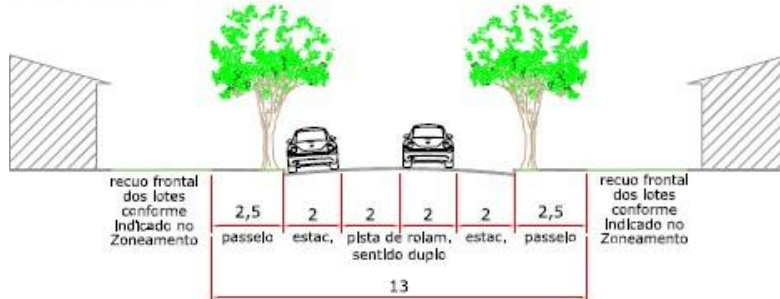 recuo frontal
dos lotes
conforme
Indicado no
Zoneamento
2,5 2 2 2 2 2,5
passeio estac, pista de rolam, estac, passeio
sentido duplo
recuo frontal
dos lotes
conforme
Indicado no
Zoneamento
13